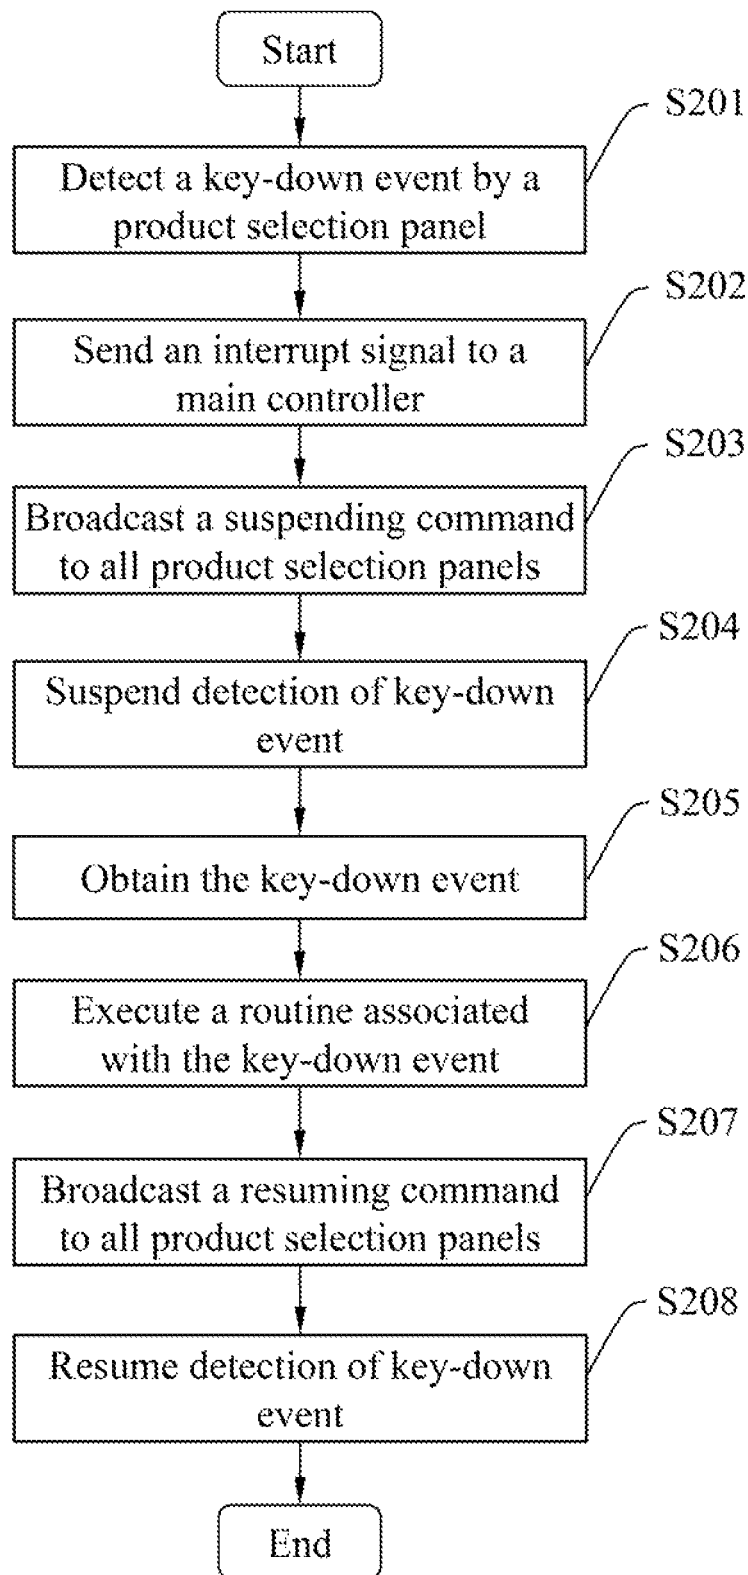 Start
S201
Detect a key-down event by a
product selection panel
S202
Send an interrupt signal to a
main controller
S203
Broadcast a suspending command
to all product selection panels
S204
Suspend detection of key-down
event
S205
Obtain the key-down event
S206
Execute a routine associated
with the key-down event
S207
Broadcast a resuming command
to all product selection panels
S208
Resume detection of key-down
event
End